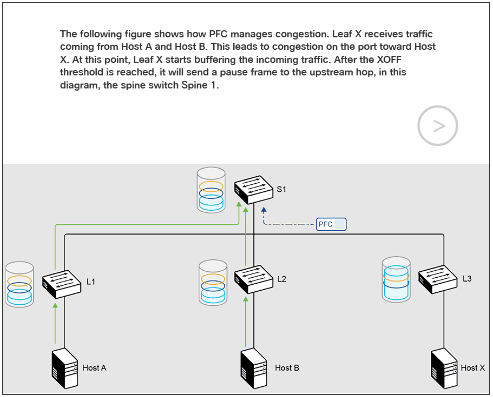 The following figure shows how PFC manages congestion. Leaf X receives traffic
coming from Host A and Host B. This leads to congestion on the port toward Host
X. At this point, Leaf X starts buffering the incoming traffic. After the XOFF
threshold is reached, it will send a pause frame to the upstream hop, in this
diagram, the spine switch Spine 1.
S1
PFC
L1
L2
L3
Host A
Host B
Host X